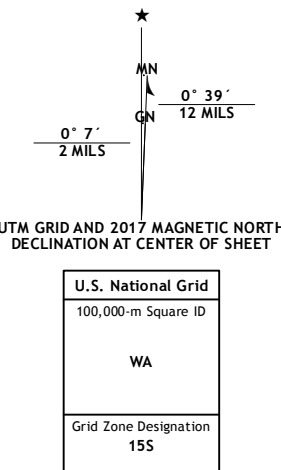 ★
MN
0° 39´
12 MILS
GN
0° 7´
2 MILS
UTM GRID AND 2017 MAGNETIC NORTH
DECLINATION AT CENTER OF SHEET
U.S. National Grid
100,000-m Square ID
WA
Grid Zone Designation
15S